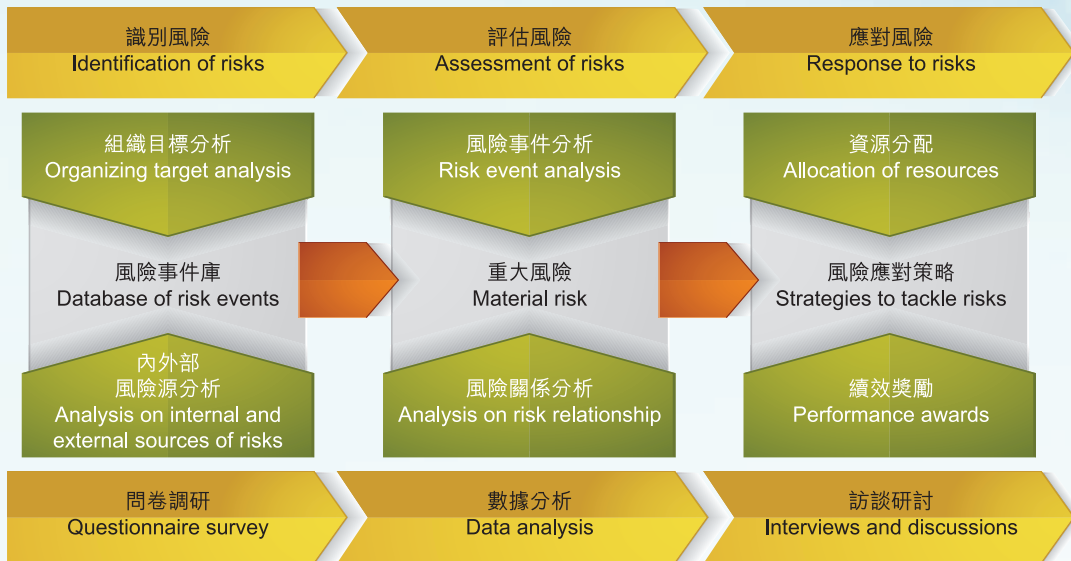 識別風險
Identification of risks
評估風險
Assessment of risks
應對風險
Response to risks
組織目標分析
Organizing target analysis
風險事件分析
Risk event analysis
資源分配
Allocation of resources
風險事件庫
Database of risk events
重大風險
Material risk
風險應對策略
Strategies to tackle risks
內外部
風險源分析
Analysis on internal and
external sources of risks
風險關係分析
Analysis on risk relationship
績效獎勵
Performance awards
問卷調研
Questionnaire survey
數據分析
Data analysis
訪談研討
Interviews and discussions